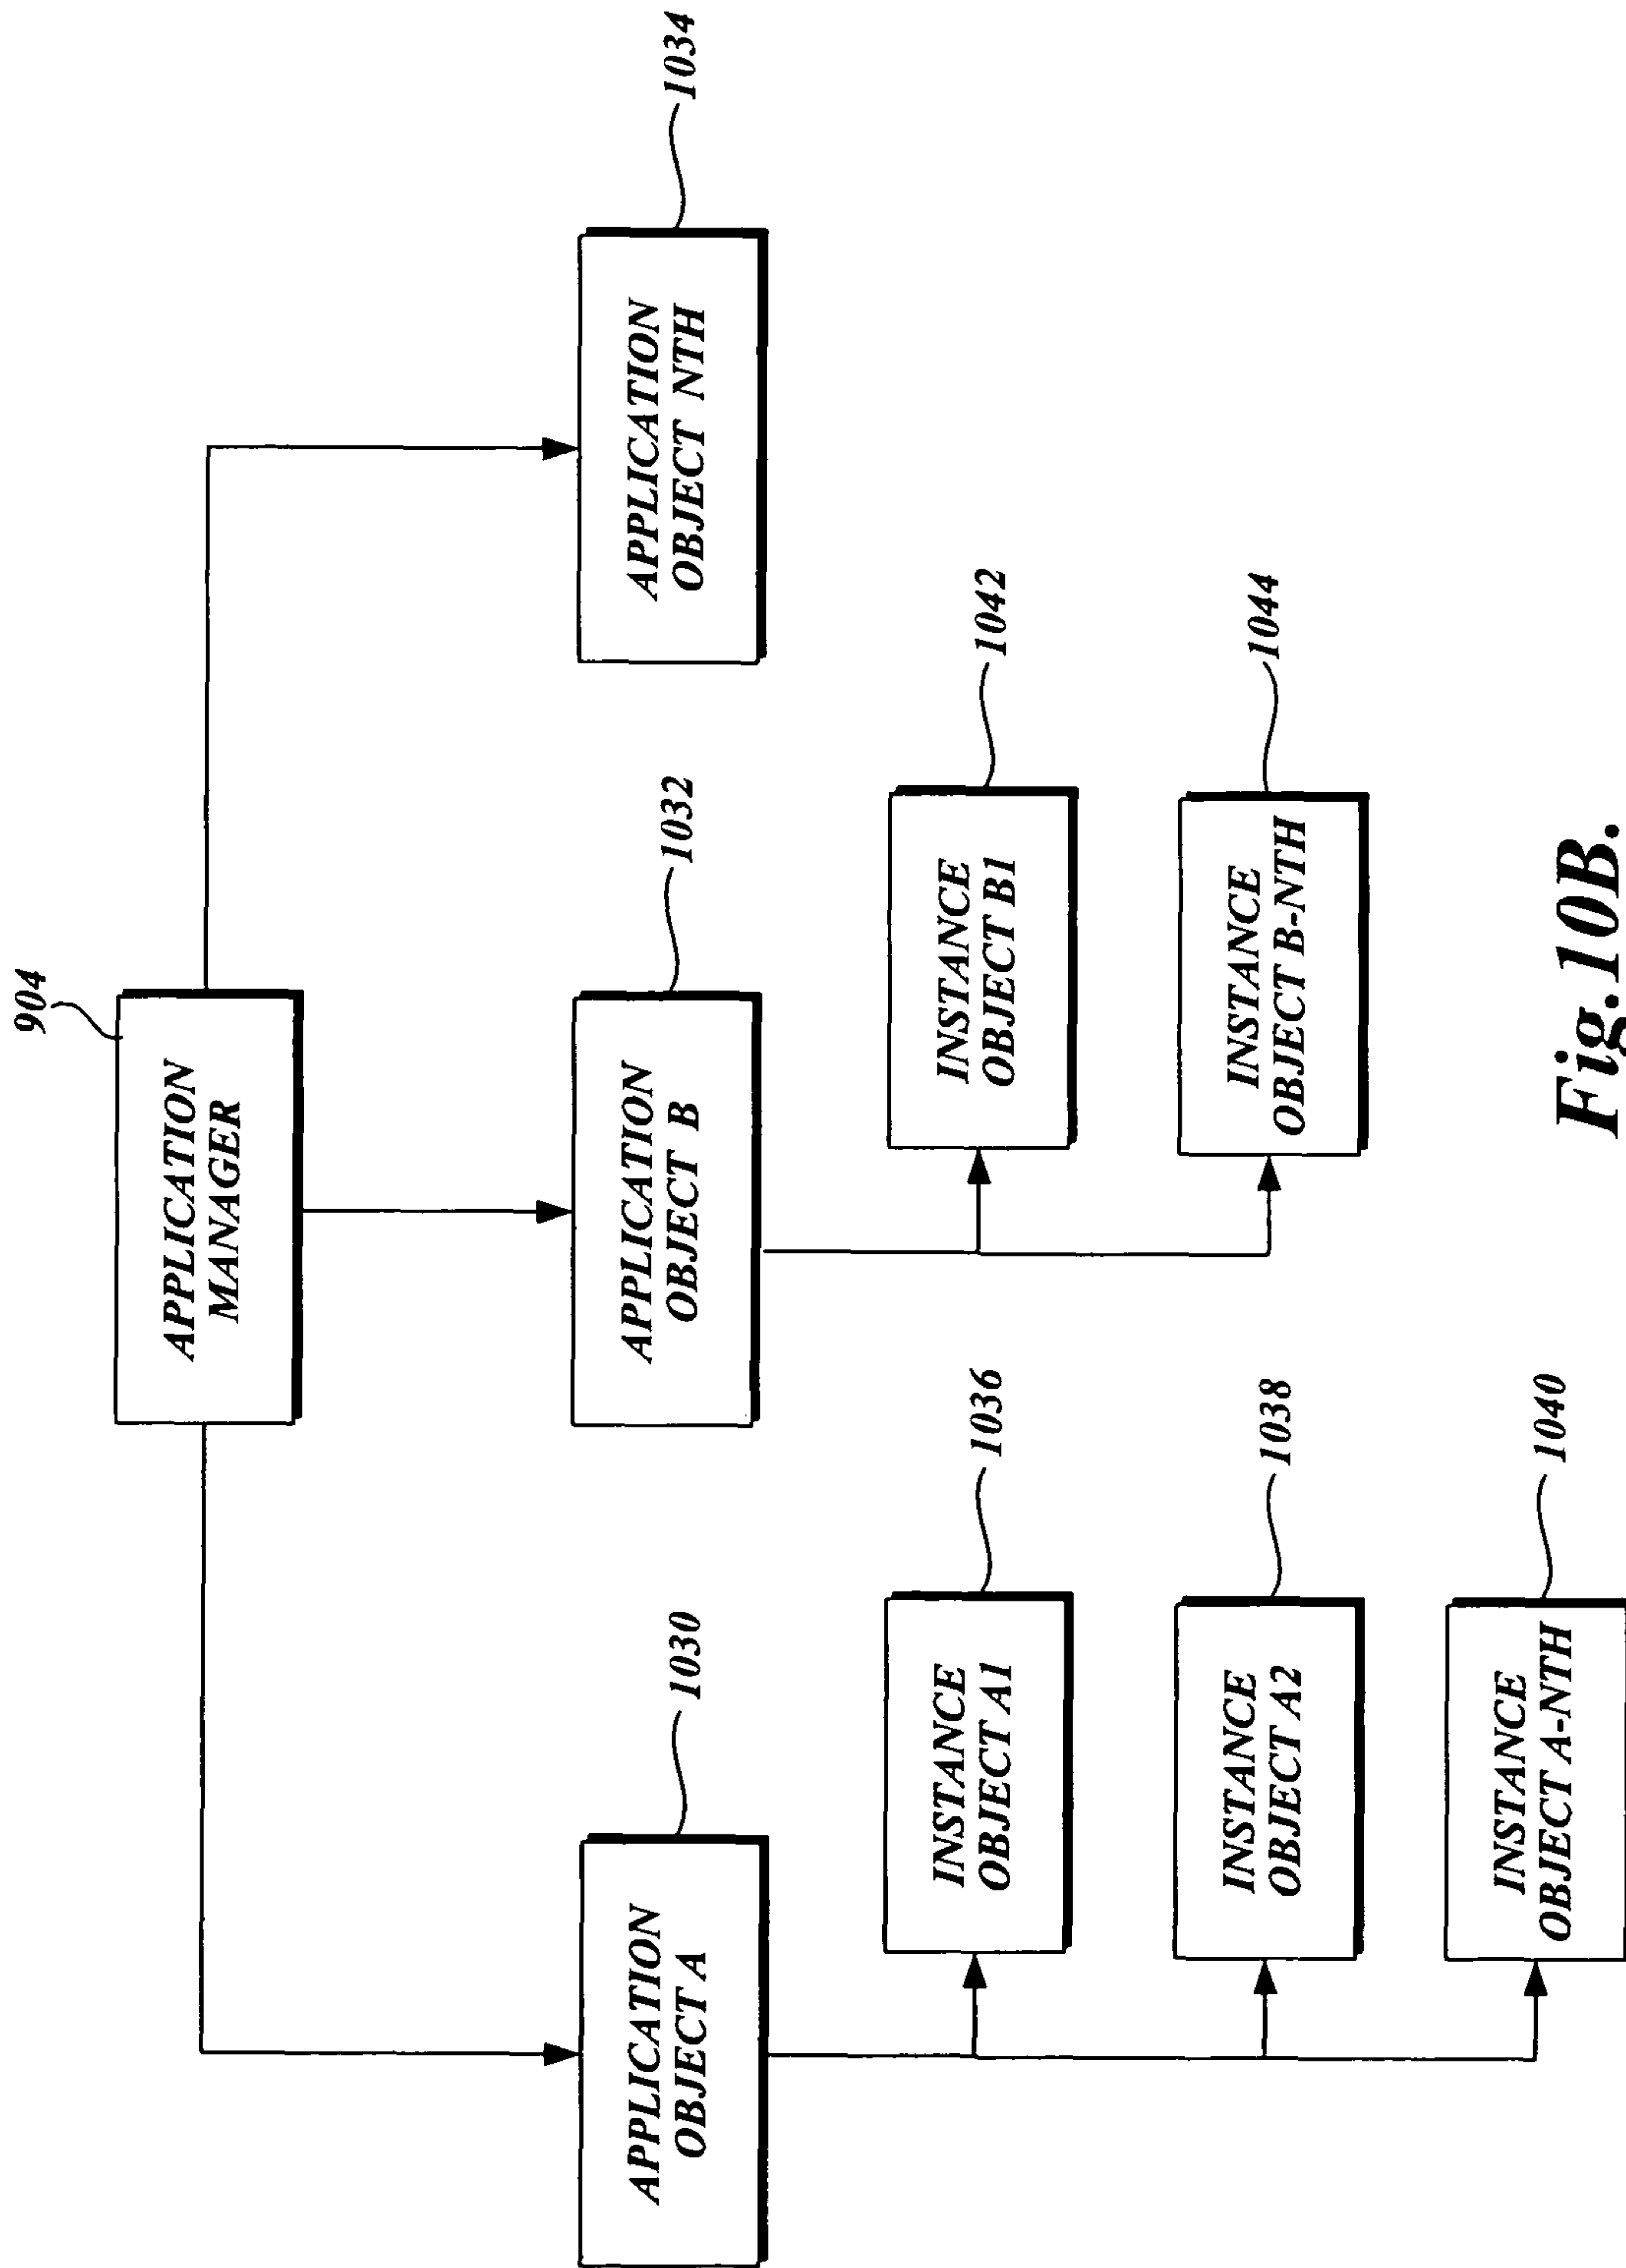 904
APPLICATION
MANAGER
APPLICATION
OBJECT A
1030
APPLICATION
OBJECT B
1032
APPLICATION
OBJECT NTH
1034
INSTANCE
OBJECT A1
1036
INSTANCE
OBJECT B1
1042
INSTANCE
OBJECT A2
1038
INSTANCE
OBJECT B-NTH
1044
INSTANCE
OBJECT A-NTH
1040
Fig.10B.